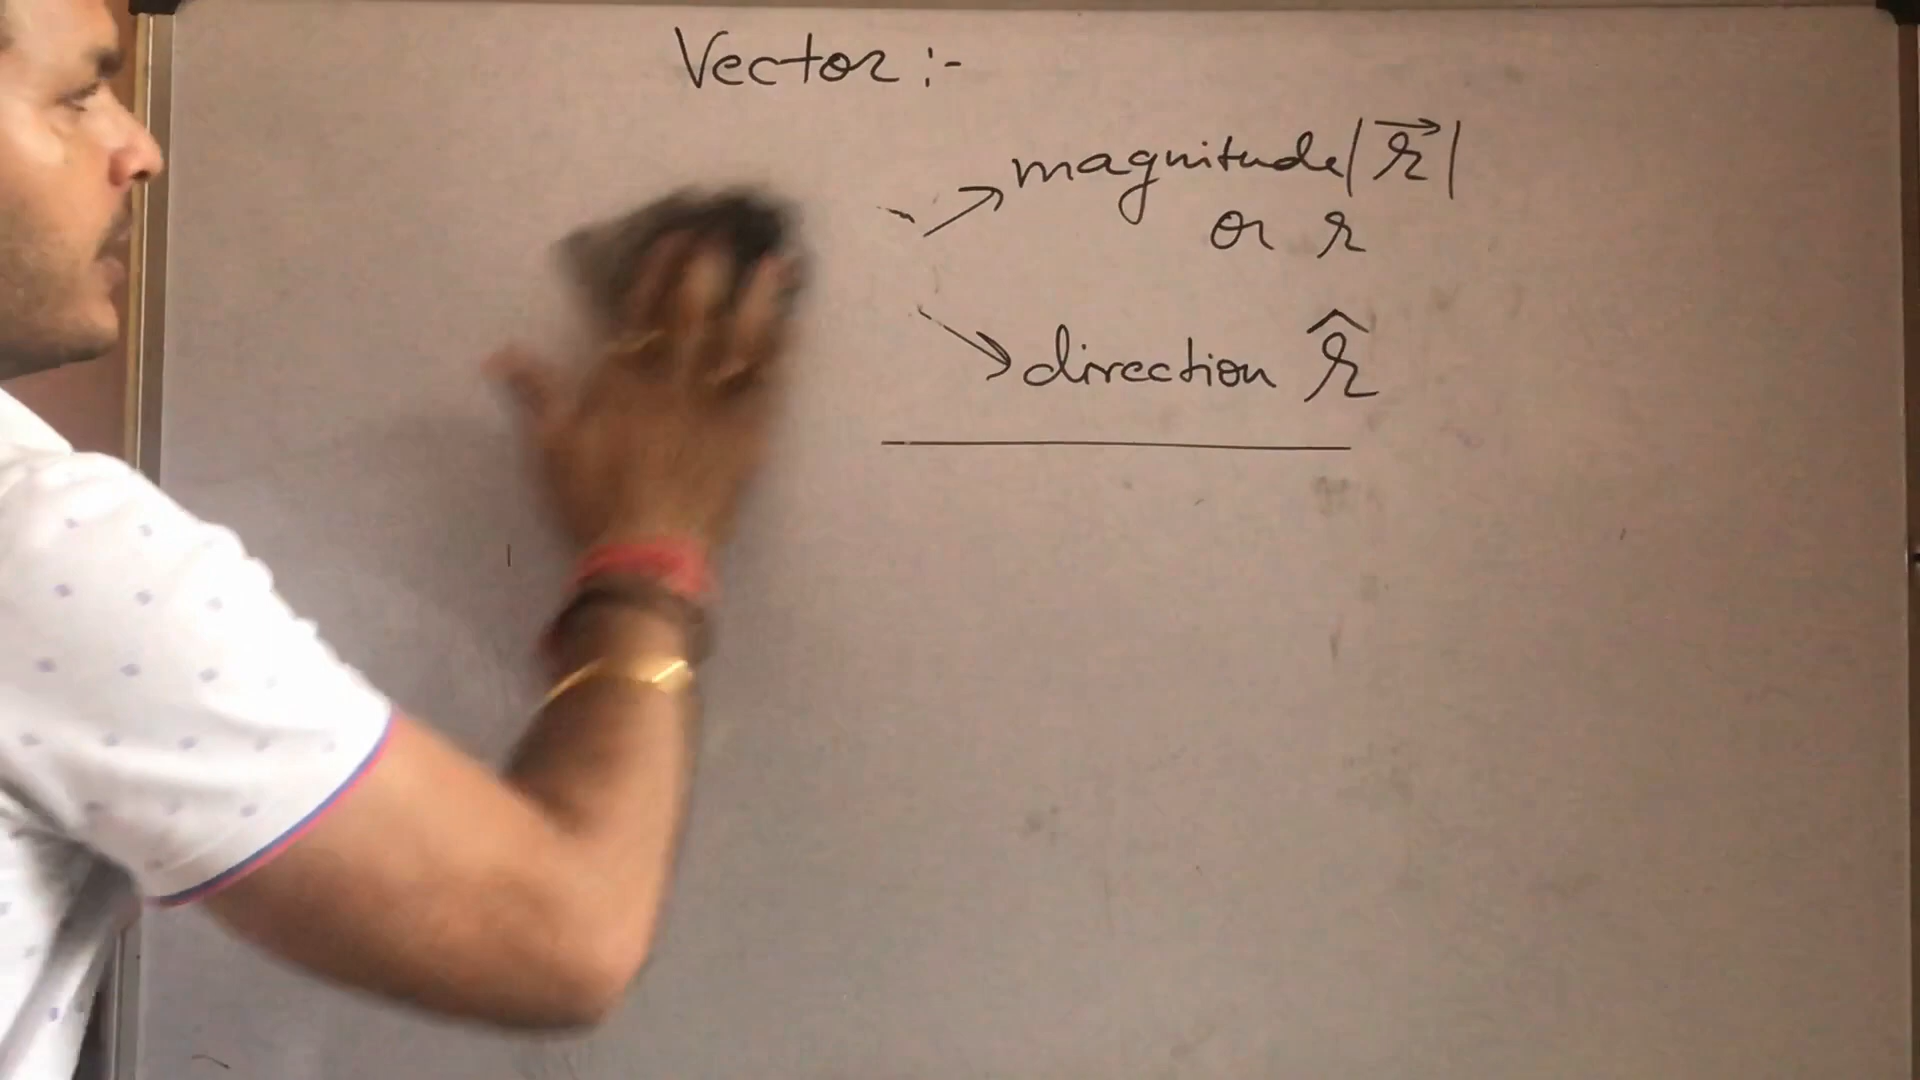 Vector :-
magnitude |r⃗|
or r
direction r̂